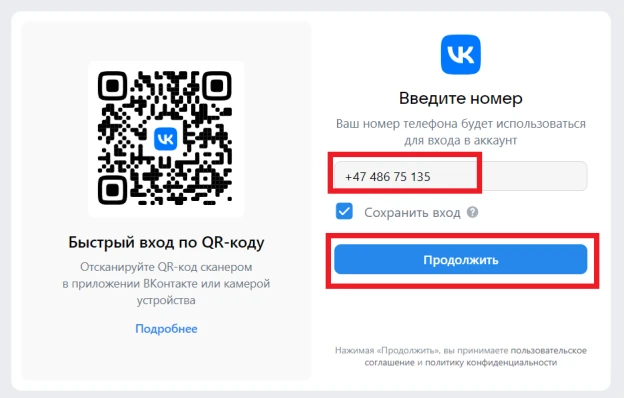 VK
Быстрый вход по QR-коду
Отсканируйте QR-код сканером
в приложении ВКонтакте или камерой
устройства
Подробнее
VK
Введите номер
Ваш номер телефона будет использоваться
для входа в аккаунт
+47 486 75 135
Сохранить вход ?
Продолжить
Нажимая «Продолжить», вы принимаете пользовательское
соглашение и политику конфиденциальности